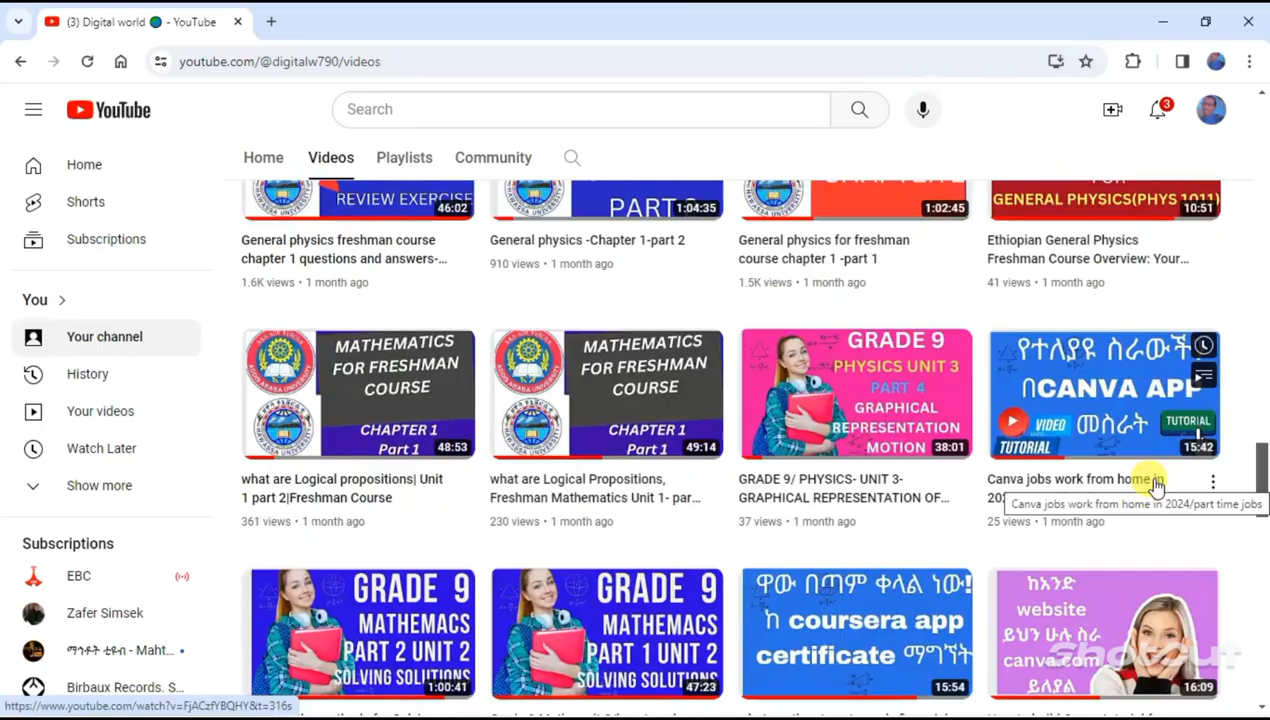 (3) Digital world - YouTube
youtube.com/@digitalw790/videos
YouTube
Search
3
Home
Videos
Playlists
Community
Home
Shorts
Subscriptions
You
Your channel
History
Your videos
Watch Later
Show more
Subscriptions
EBC
Zafer Simsek
ማኅቶት ቲዩብ - Maht...
Birbaux Records. S...
REVIEW EXERCISE
46:02
General physics freshman course
chapter 1 questions and answers-...
1.6K views • 1 month ago
1:04:35
General physics -Chapter 1-part 2
910 views • 1 month ago
1:02:45
General physics for freshman
course chapter 1 -part 1
1.5K views • 1 month ago
GENERAL PHYSICS(PHYS 1011)
10:51
Ethiopian General Physics
Freshman Course Overview: Your...
41 views • 1 month ago
MATHEMATICS
FOR FRESHMAN
COURSE
CHAPTER 1
Part 1
48:53
what are Logical propositions| Unit
1 part 2|Freshman Course
361 views • 1 month ago
MATHEMATICS
FOR FRESHMAN
COURSE
CHAPTER 1
Part 1
49:14
what are Logical Propositions,
Freshman Mathematics Unit 1- par...
230 views • 1 month ago
GRADE 9
PHYSICS UNIT 3
PART 4
GRAPHICAL
REPRESENTATION
MOTION
38:01
GRADE 9/ PHYSICS- UNIT 3-
GRAPHICAL REPRESENTATION OF...
37 views • 1 month ago
የተለያዩ ስራውች
በCANVA APP
VIDEO መስራት TUTORIAL
TUTORIAL
15:42
Canva jobs work from home in
Canva jobs work from home in 2024/part time jobs
25 views • 1 month ago
GRADE 9
MATHEMACS
PART 2 UNIT 2
SOLVING SOLUTIONS
1:00:41
GRADE 9
MATHEMACS
PART 1 UNIT 2
47:23
ዋው በጣም ቀላል ነው!
ከ coursera app
certificate ማግኘት
15:54
ከአንድ
website
ይህን ሁሉ ስራ
canva.com
ይለያል
16:09
Shotcut
https://www.youtube.com/watch?v=FjACzfYBQHY&t=316s